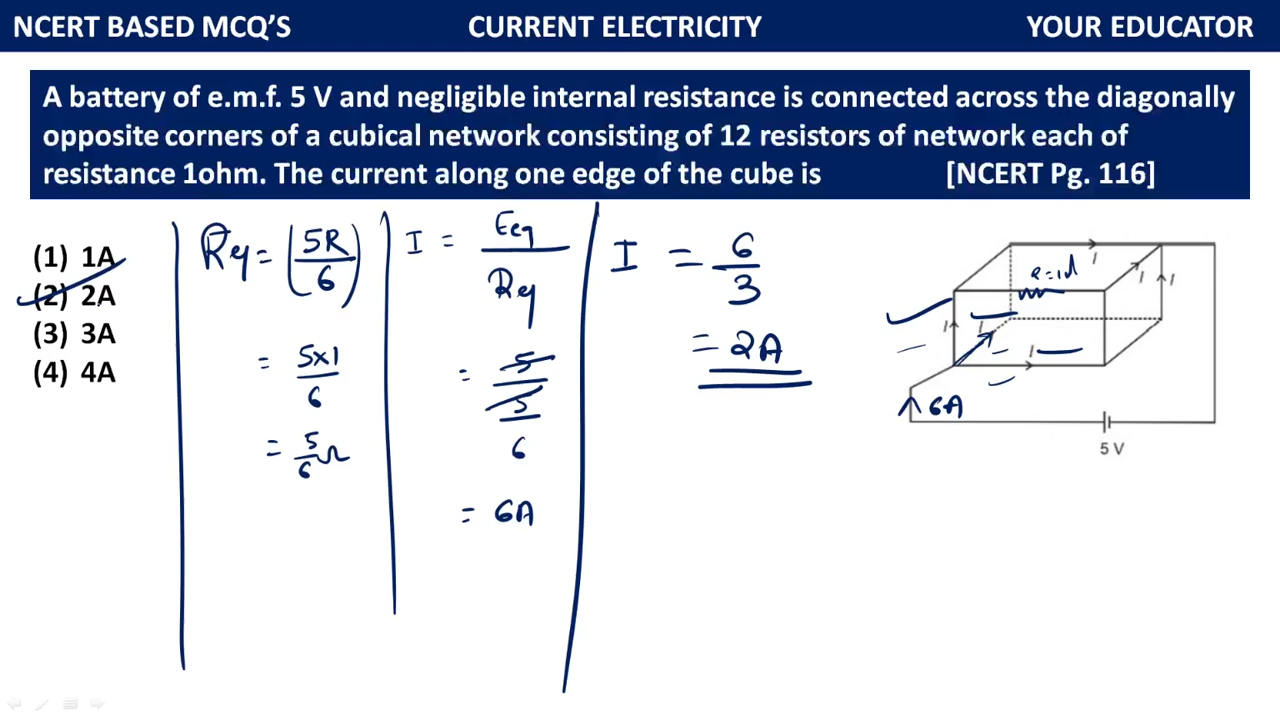 NCERT BASED MCQ'S CURRENT ELECTRICITY YOUR EDUCATOR
A battery of e.m.f. 5 V and negligible internal resistance is connected across the diagonally
opposite corners of a cubical network consisting of 12 resistors of network each of
resistance 1ohm. The current along one edge of the cube is [NCERT Pg. 116]
(1) 1A
(2) 2A
(3) 3A
(4) 4A
Req = (5R/6)
= 5x1/6
= 5/6 Ω
I = Eeq/Req
= 5/5/6
= 6A
I = 6/3
= 2A
I
I
I
I
I
I
6A
5 V